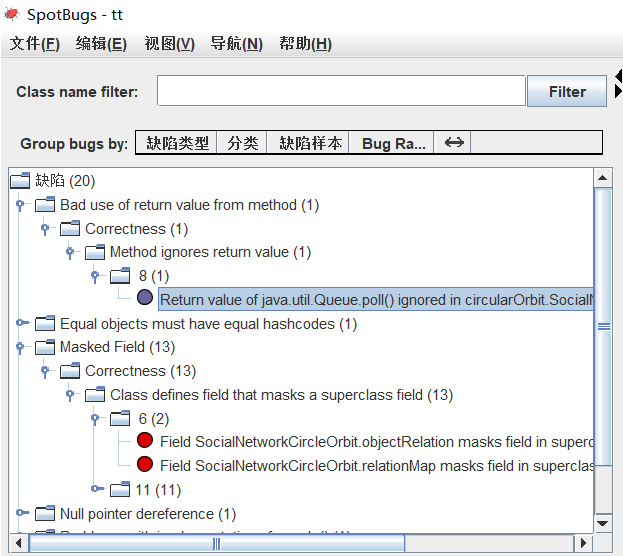 SpotBugs - tt
文件(F) 编辑(E) 视图(V) 导航(N) 帮助(H)
Class name filter: Filter
Group bugs by: 缺陷类型 分类 缺陷样本 Bug Ra...
缺陷 (20)
Bad use of return value from method (1)
Correctness (1)
Method ignores return value (1)
8 (1)
Return value of java.util.Queue.poll() ignored in circularOrbit.Social
Equal objects must have equal hashcodes (1)
Masked Field (13)
Correctness (13)
Class defines field that masks a superclass field (13)
6 (2)
Field SocialNetworkCircleOrbit.objectRelation masks field in superc
Field SocialNetworkCircleOrbit.relationMap masks field in superclas
11 (11)
Null pointer dereference (1)